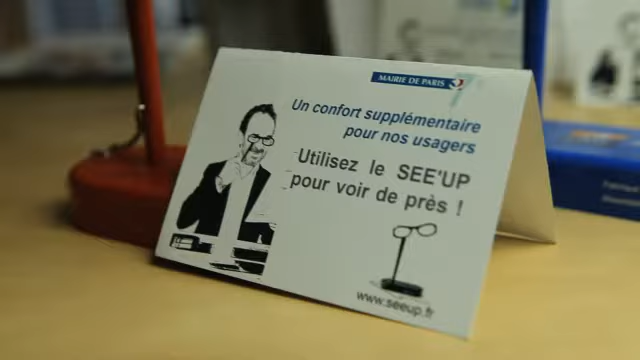 MAIRIE DE PARIS
Un confort supplémentaire
pour nos usagers
Utilisez le SEE'UP
pour voir de près !
www.seeup.fr